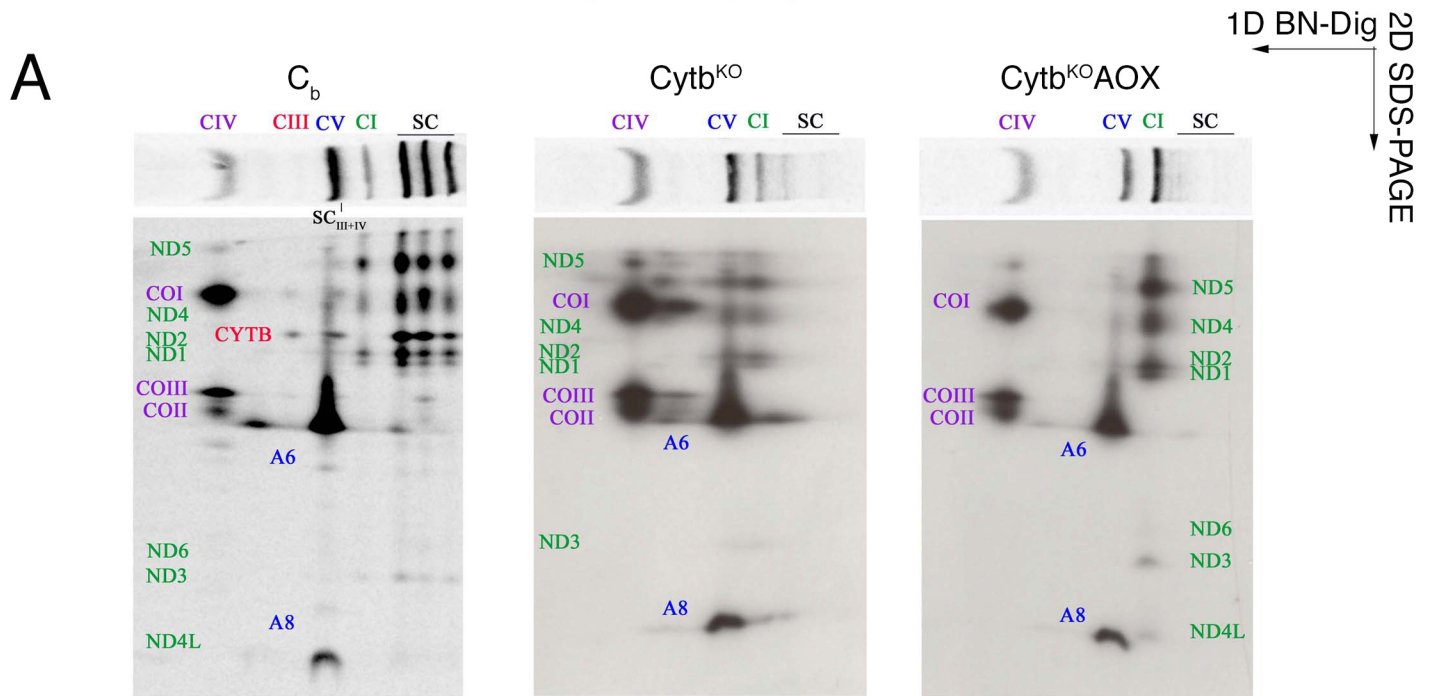 1D BN-Dig
2D SDS-PAGE
A
C_b
CIV CIII CV CI SC
SC_III+IV
ND5
COI
ND4
CYTB
ND2
ND1
COIII
COII
A6
ND6
ND3
A8
ND4L
Cytb^KO
CIV CV CI SC
ND5
COI
ND4
ND2
ND1
COIII
COII
A6
ND3
A8
Cytb^KO AOX
CIV CV CI SC
ND5
COI
ND4
ND2
ND1
COIII
COII
A6
ND6
ND3
A8
ND4L